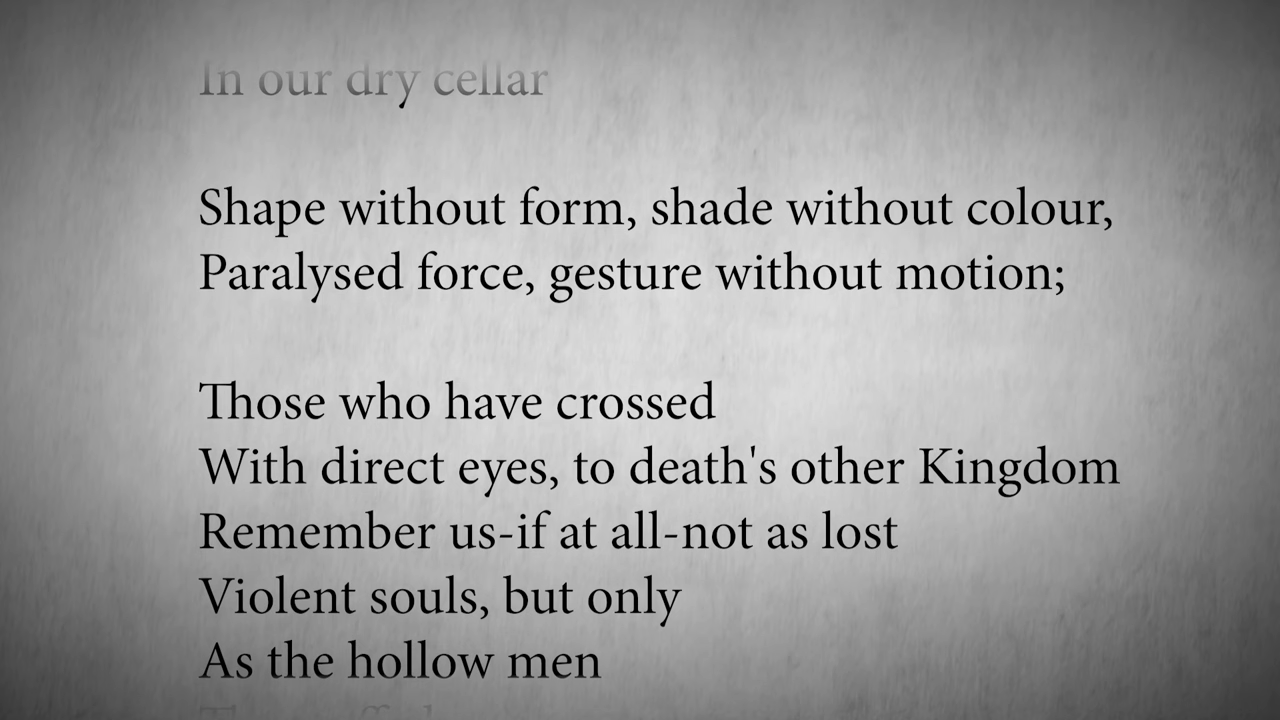 In our dry cellar
Shape without form, shade without colour,
Paralysed force, gesture without motion;
Those who have crossed
With direct eyes, to death's other Kingdom
Remember us-if at all-not as lost
Violent souls, but only
As the hollow men